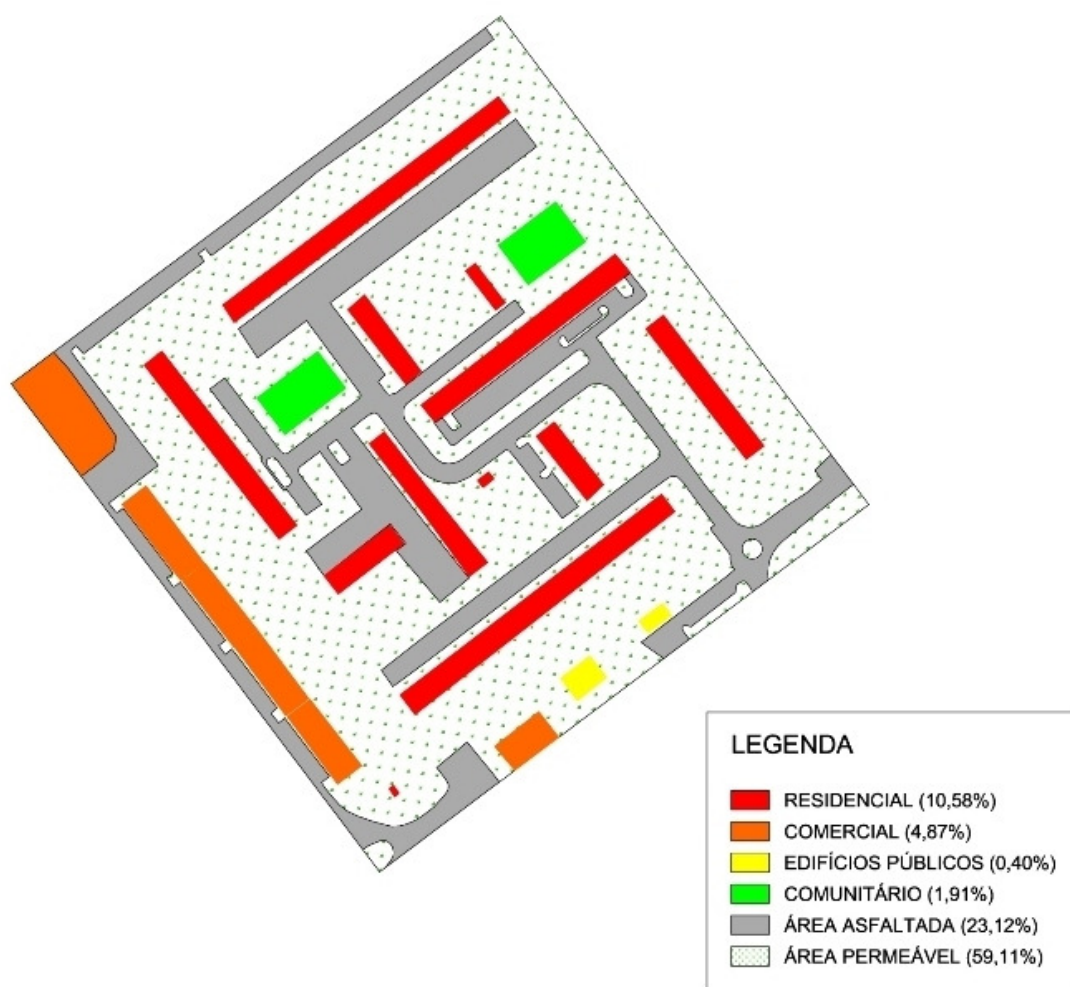 LEGENDA
RESIDENCIAL (10,58%)
COMERCIAL (4,87%)
EDIFÍCIOS PÚBLICOS (0,40%)
COMUNITÁRIO (1,91%)
ÁREA ASFALTADA (23,12%)
ÁREA PERMEÁVEL (59,11%)